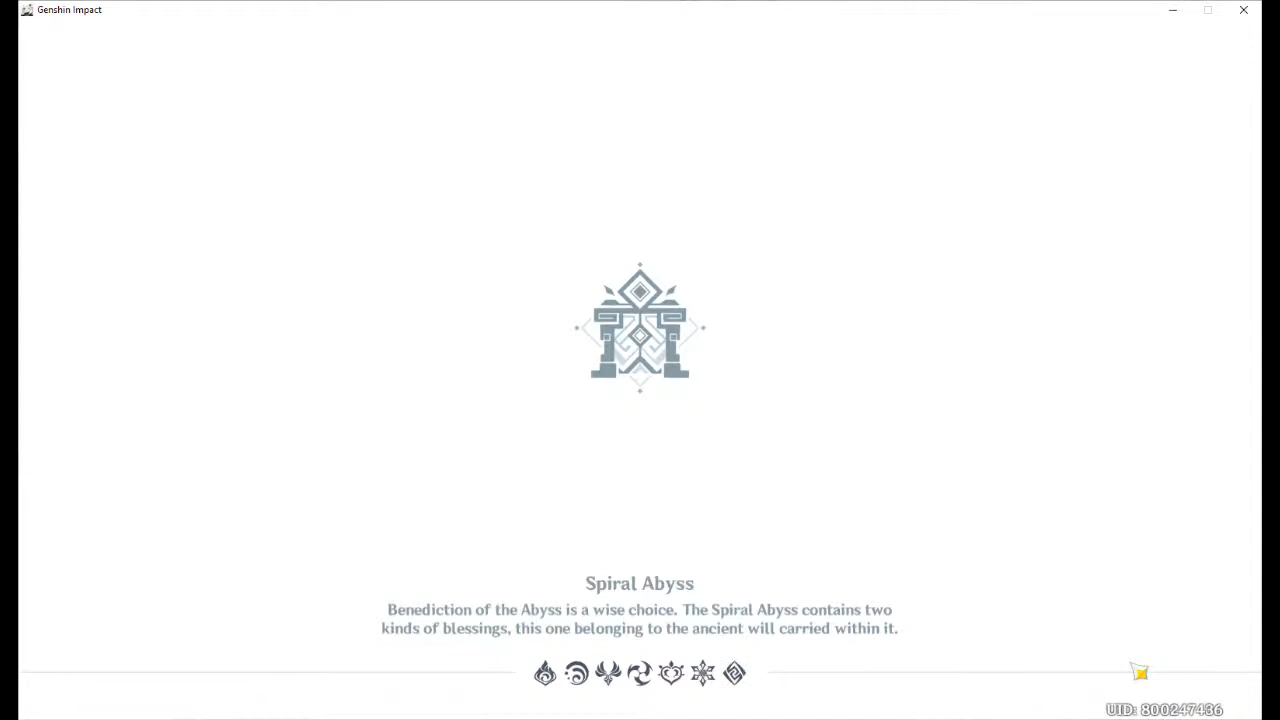 Genshin Impact
Spiral Abyss
Benediction of the Abyss is a wise choice. The Spiral Abyss contains two
kinds of blessings, this one belonging to the ancient will carried within it.
UID: 800247436